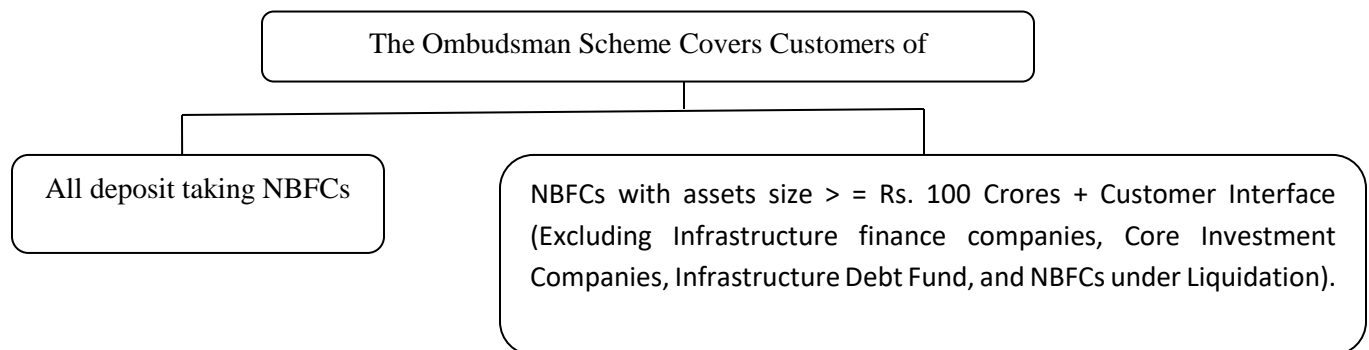 The Ombudsman Scheme Covers Customers of
All deposit taking NBFCs
NBFCs with assets size > = Rs. 100 Crores + Customer Interface
(Excluding Infrastructure finance companies, Core Investment
Companies, Infrastructure Debt Fund, and NBFCs under Liquidation).